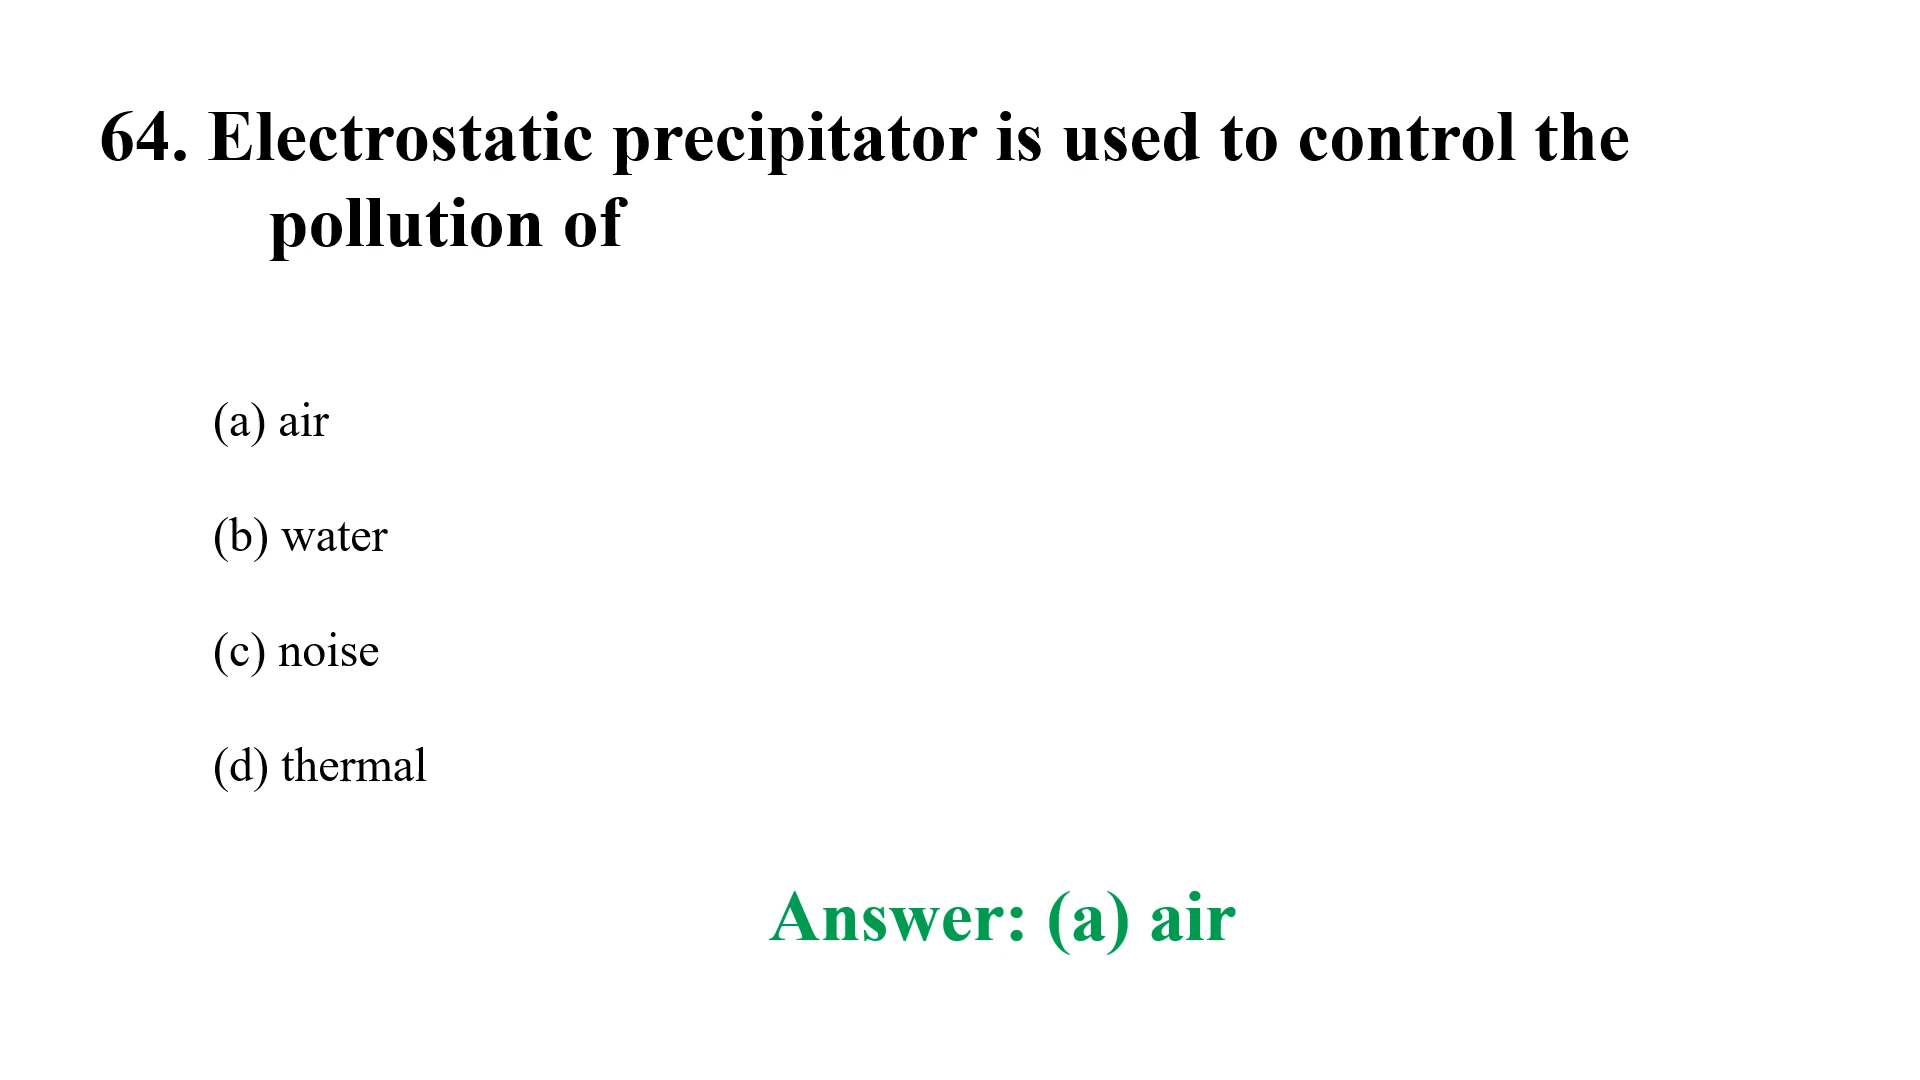 64. Electrostatic precipitator is used to control the
pollution of
(a) air
(b) water
(c) noise
(d) thermal
Answer: (a) air